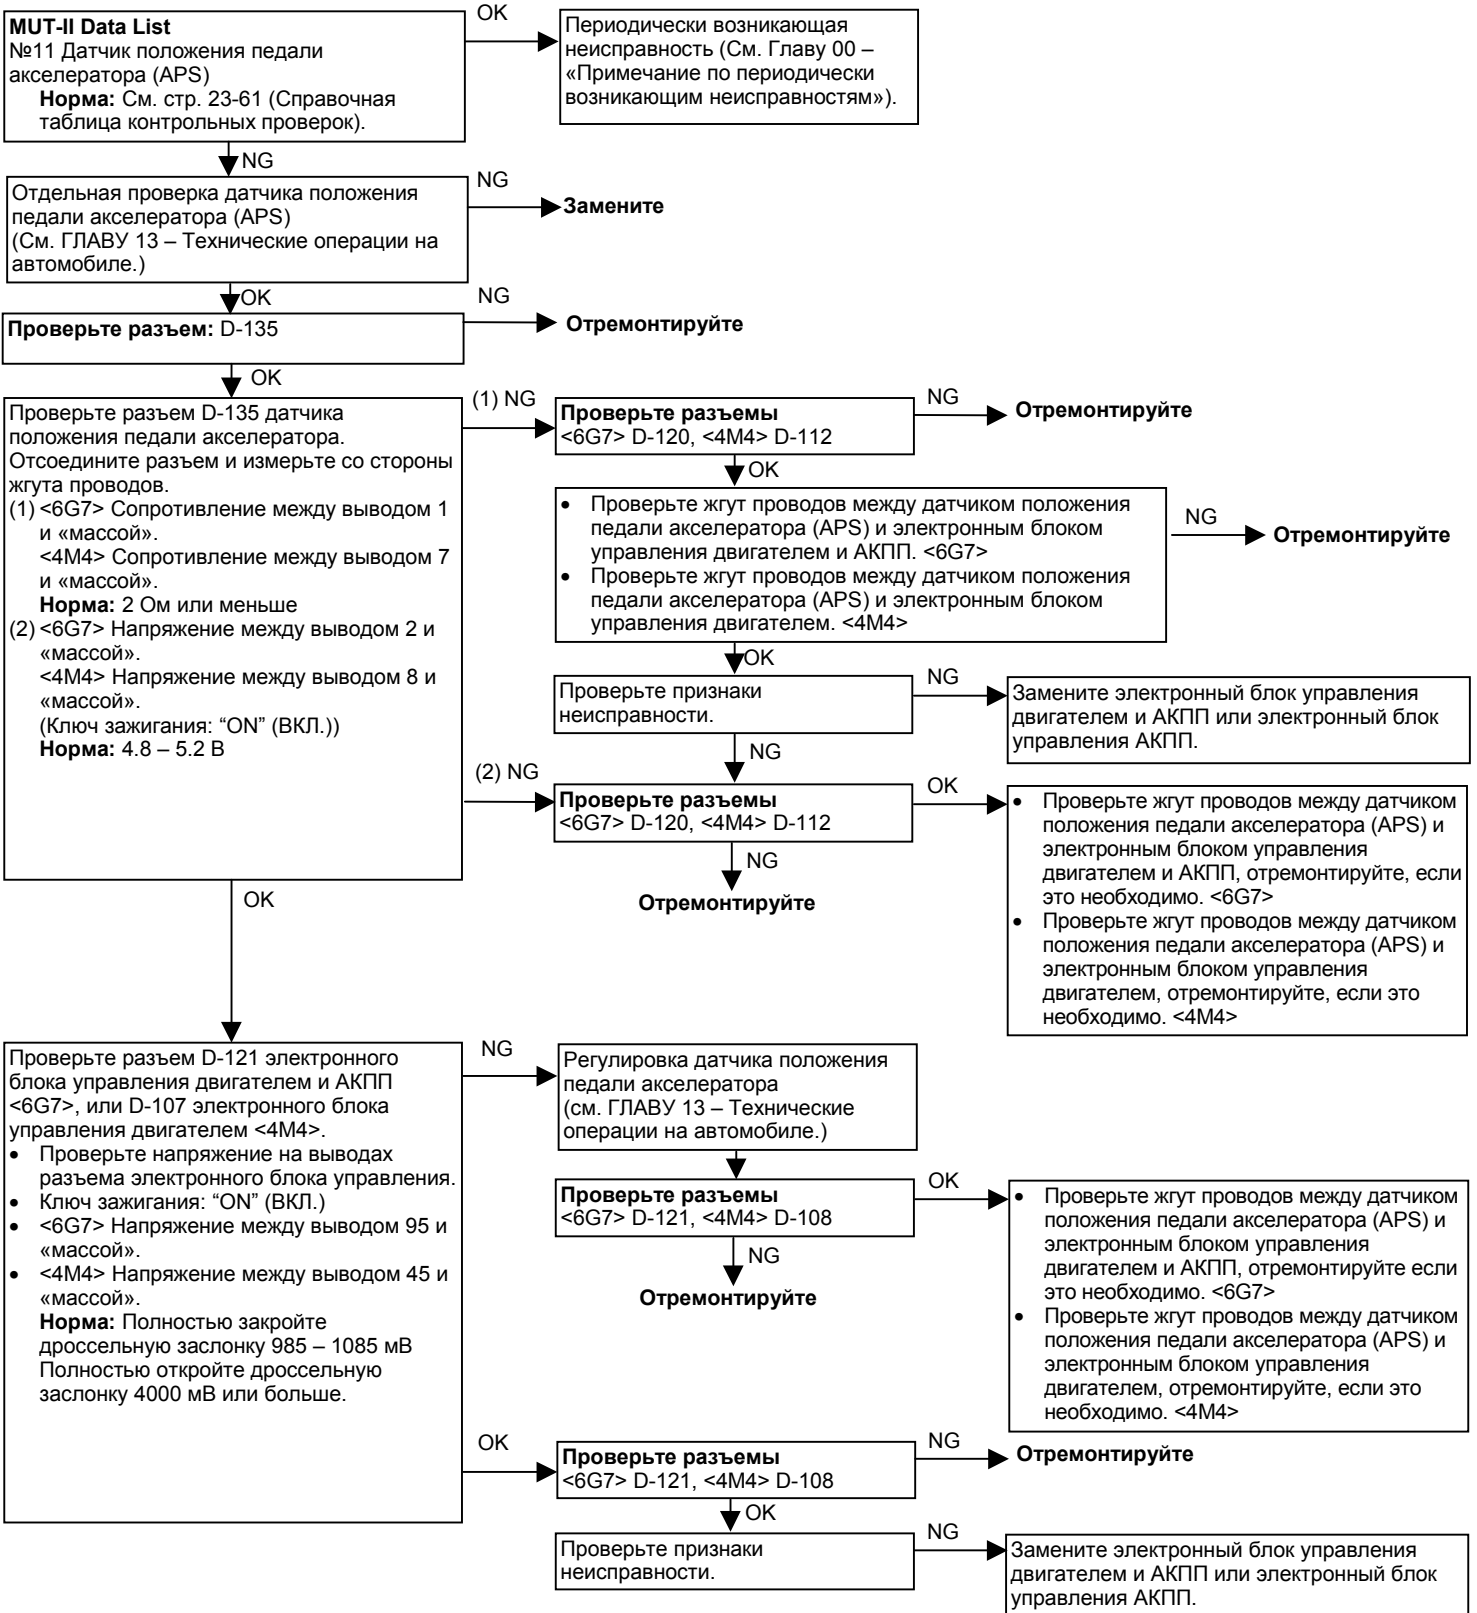 MUT-II Data List
№11 Датчик положения педали
акселератора (APS)
Норма: См. стр. 23-61 (Справочная
таблица контрольных проверок).
OK
Периодически возникающая
неисправность (См. Главу 00 –
«Примечание по периодически
возникающим неисправностям»).
NG
Отдельная проверка датчика положения
педали акселератора (APS)
(См. ГЛАВУ 13 – Технические операции на
автомобиле.)
NG
Замените
OK
Проверьте разъем: D-135
NG
Отремонтируйте
OK
Проверьте разъем D-135 датчика
положения педали акселератора.
Отсоедините разъем и измерьте со стороны
жгута проводов.
(1) <6G7> Сопротивление между выводом 1
и «массой».
<4M4> Сопротивление между выводом 7
и «массой».
Норма: 2 Ом или меньше
(2) <6G7> Напряжение между выводом 2 и
«массой».
<4M4> Напряжение между выводом 8 и
«массой».
(Ключ зажигания: “ON” (ВКЛ.))
Норма: 4.8 – 5.2 В
(1) NG
Проверьте разъемы
<6G7> D-120, <4M4> D-112
NG
Отремонтируйте
OK
• Проверьте жгут проводов между датчиком положения
педали акселератора (APS) и электронным блоком
управления двигателем и АКПП. <6G7>
• Проверьте жгут проводов между датчиком положения
педали акселератора (APS) и электронным блоком
управления двигателем. <4M4>
NG
Отремонтируйте
OK
Проверьте признаки
неисправности.
NG
Замените электронный блок управления
двигателем и АКПП или электронный блок
управления АКПП.
NG
(2) NG
Проверьте разъемы
<6G7> D-120, <4M4> D-112
OK
• Проверьте жгут проводов между датчиком
положения педали акселератора (APS) и
электронным блоком управления
двигателем и АКПП, отремонтируйте, если
это необходимо. <6G7>
• Проверьте жгут проводов между датчиком
положения педали акселератора (APS) и
электронным блоком управления
двигателем, отремонтируйте, если это
необходимо. <4M4>
NG
Отремонтируйте
OK
Проверьте разъем D-121 электронного
блока управления двигателем и АКПП
<6G7>, или D-107 электронного блока
управления двигателем <4M4>.
• Проверьте напряжение на выводах
разъема электронного блока управления.
• Ключ зажигания: “ON” (ВКЛ.)
• <6G7> Напряжение между выводом 95 и
«массой».
• <4M4> Напряжение между выводом 45 и
«массой».
Норма: Полностью закройте
дроссельную заслонку 985 – 1085 мВ
Полностью откройте дроссельную
заслонку 4000 мВ или больше.
NG
Регулировка датчика положения
педали акселератора
(см. ГЛАВУ 13 – Технические
операции на автомобиле.)
Проверьте разъемы
<6G7> D-121, <4M4> D-108
OK
• Проверьте жгут проводов между датчиком
положения педали акселератора (APS) и
электронным блоком управления
двигателем и АКПП, отремонтируйте если
это необходимо. <6G7>
• Проверьте жгут проводов между датчиком
положения педали акселератора (APS) и
электронным блоком управления
двигателем, отремонтируйте, если это
необходимо. <4M4>
NG
Отремонтируйте
OK
Проверьте разъемы
<6G7> D-121, <4M4> D-108
NG
Отремонтируйте
OK
Проверьте признаки
неисправности.
NG
Замените электронный блок управления
двигателем и АКПП или электронный блок
управления АКПП.